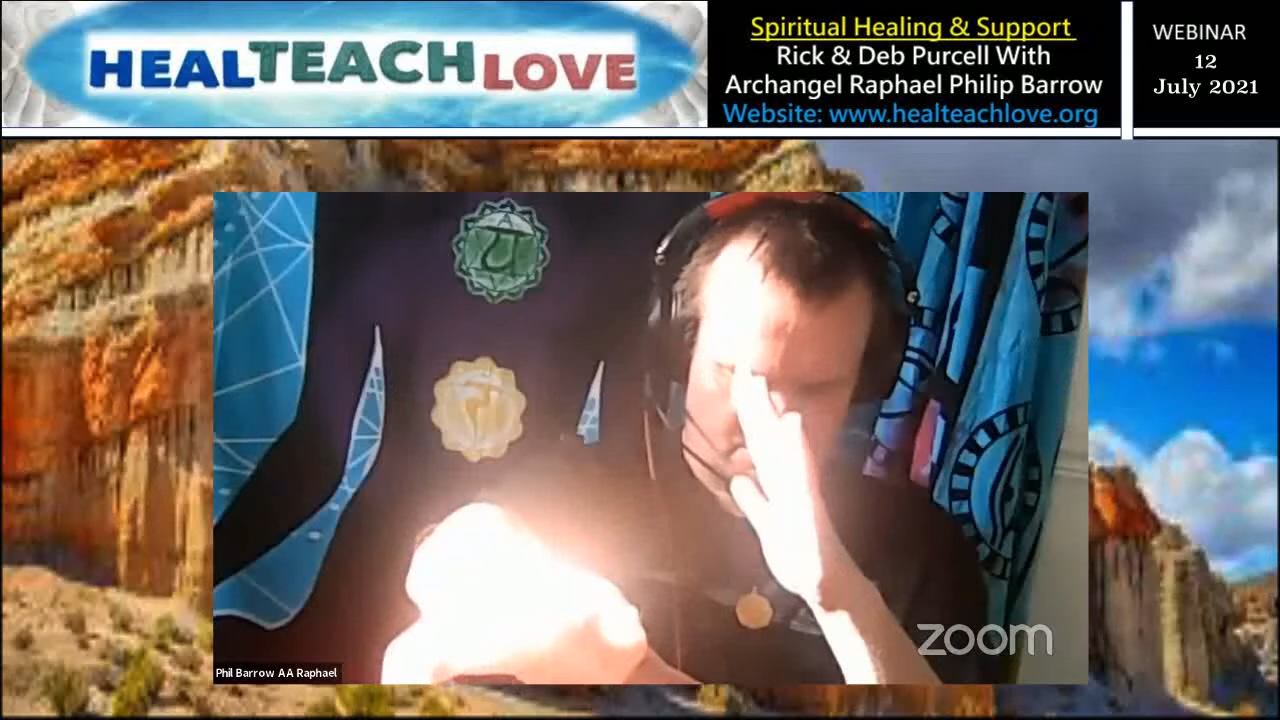 HEALTEACHLOVE
Spiritual Healing & Support
Rick & Deb Purcell With
Archangel Raphael Philip Barrow
Website: www.healteachlove.org
WEBINAR
12
July 2021
यं
zoom
Phil Barrow AA Raphael